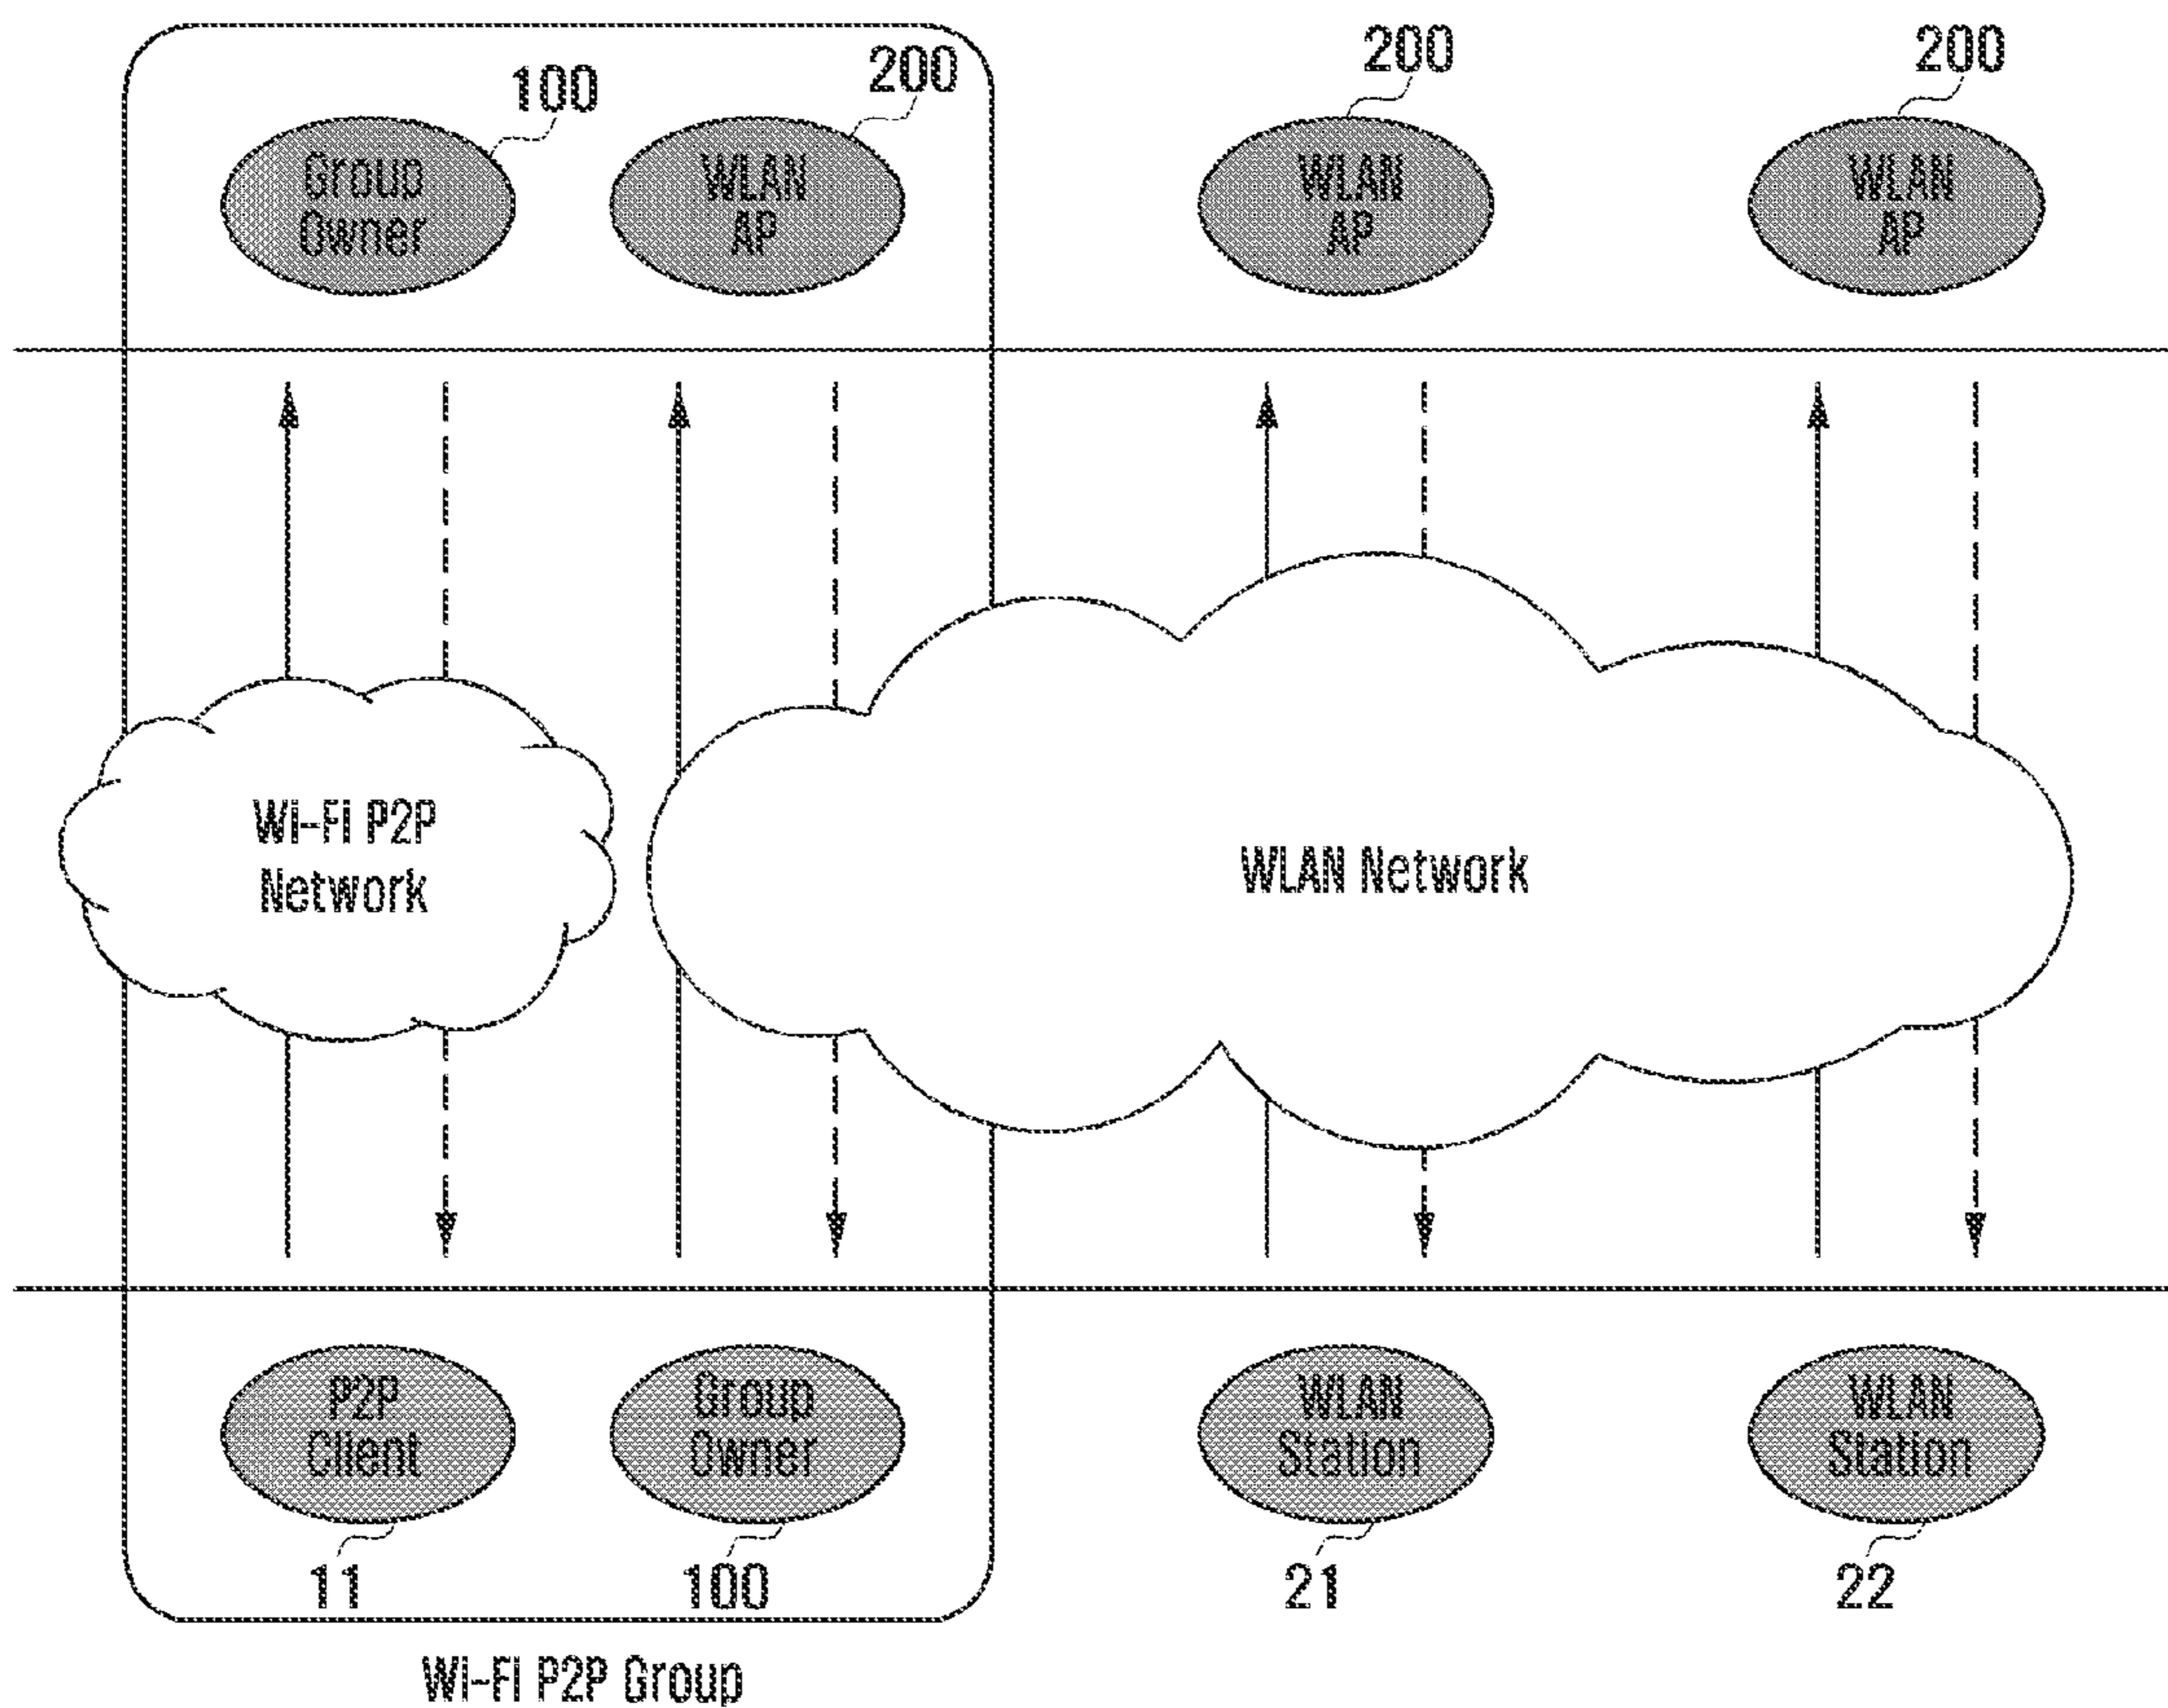 100
200
200
200
Group
Owner
WLAN
AP
WLAN
AP
WLAN
AP
Wi-Fi P2P
Network
WLAN Network
P2P
Client
Group
Owner
WLAN
Station
WLAN
Station
11
100
21
22
Wi-Fi P2P Group